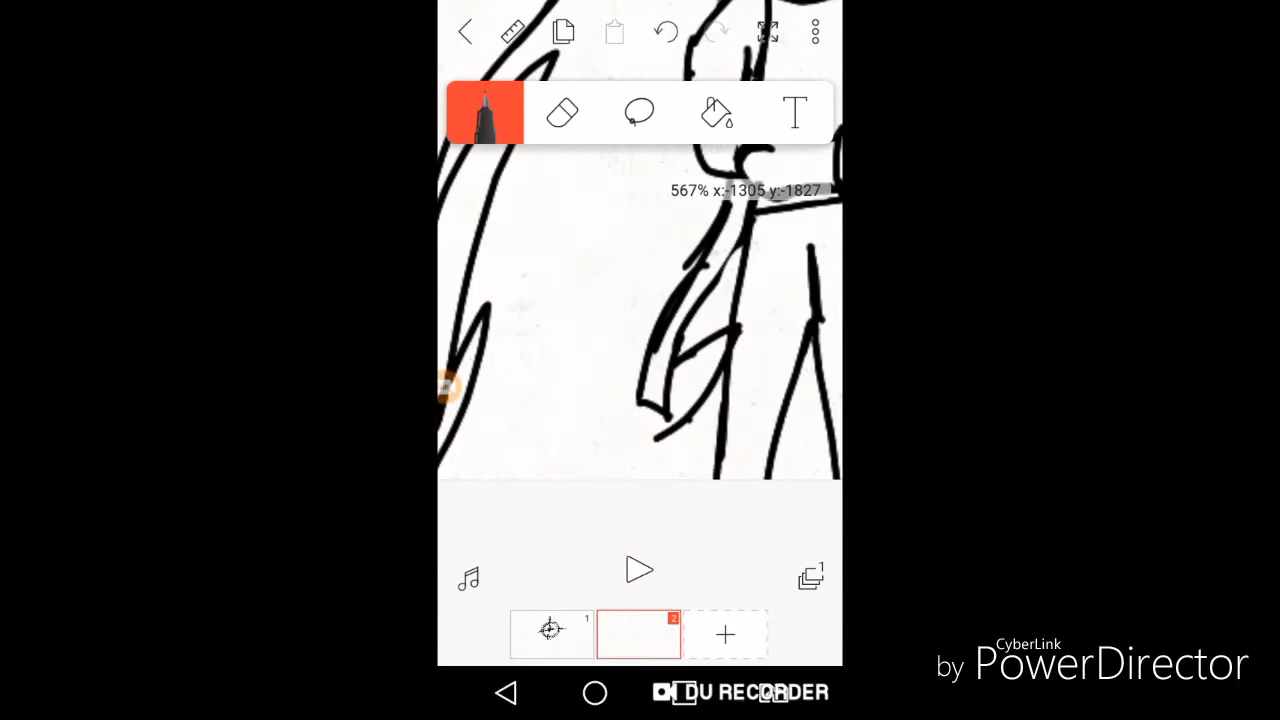 T
567% x:-1305 y:-1827
1
1
2
CyberLink
by PowerDirector
DU RECORDER